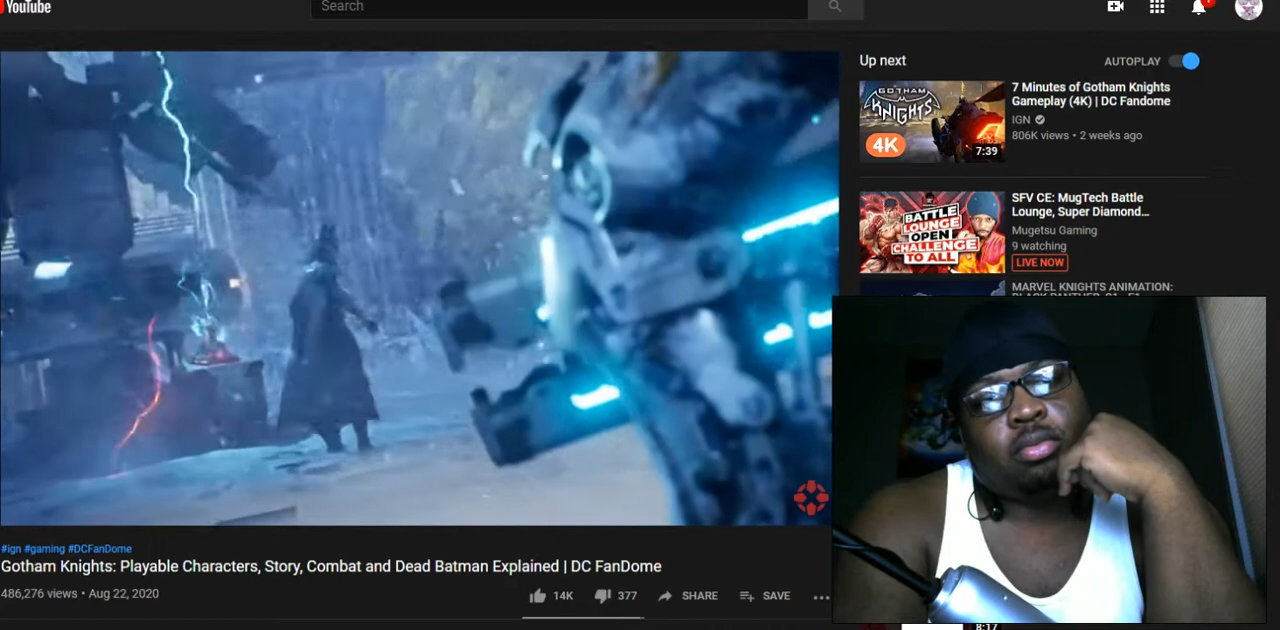 YouTube
Search
Up next
AUTOPLAY
GOTHAM
KNIGHTS
4K
7:39
7 Minutes of Gotham Knights
Gameplay (4K) | DC Fandome
IGN
806K views • 2 weeks ago
BATTLE
LOUNGE
OPEN
CHALLENGE
TO ALL
SFV CE: MugTech Battle
Lounge, Super Diamond...
Mugetsu Gaming
9 watching
LIVE NOW
MARVEL KNIGHTS ANIMATION:
#ign #gaming #DCFanDome
Gotham Knights: Playable Characters, Story, Combat and Dead Batman Explained | DC FanDome
486,276 views • Aug 22, 2020
14K
377
SHARE
SAVE
8:17